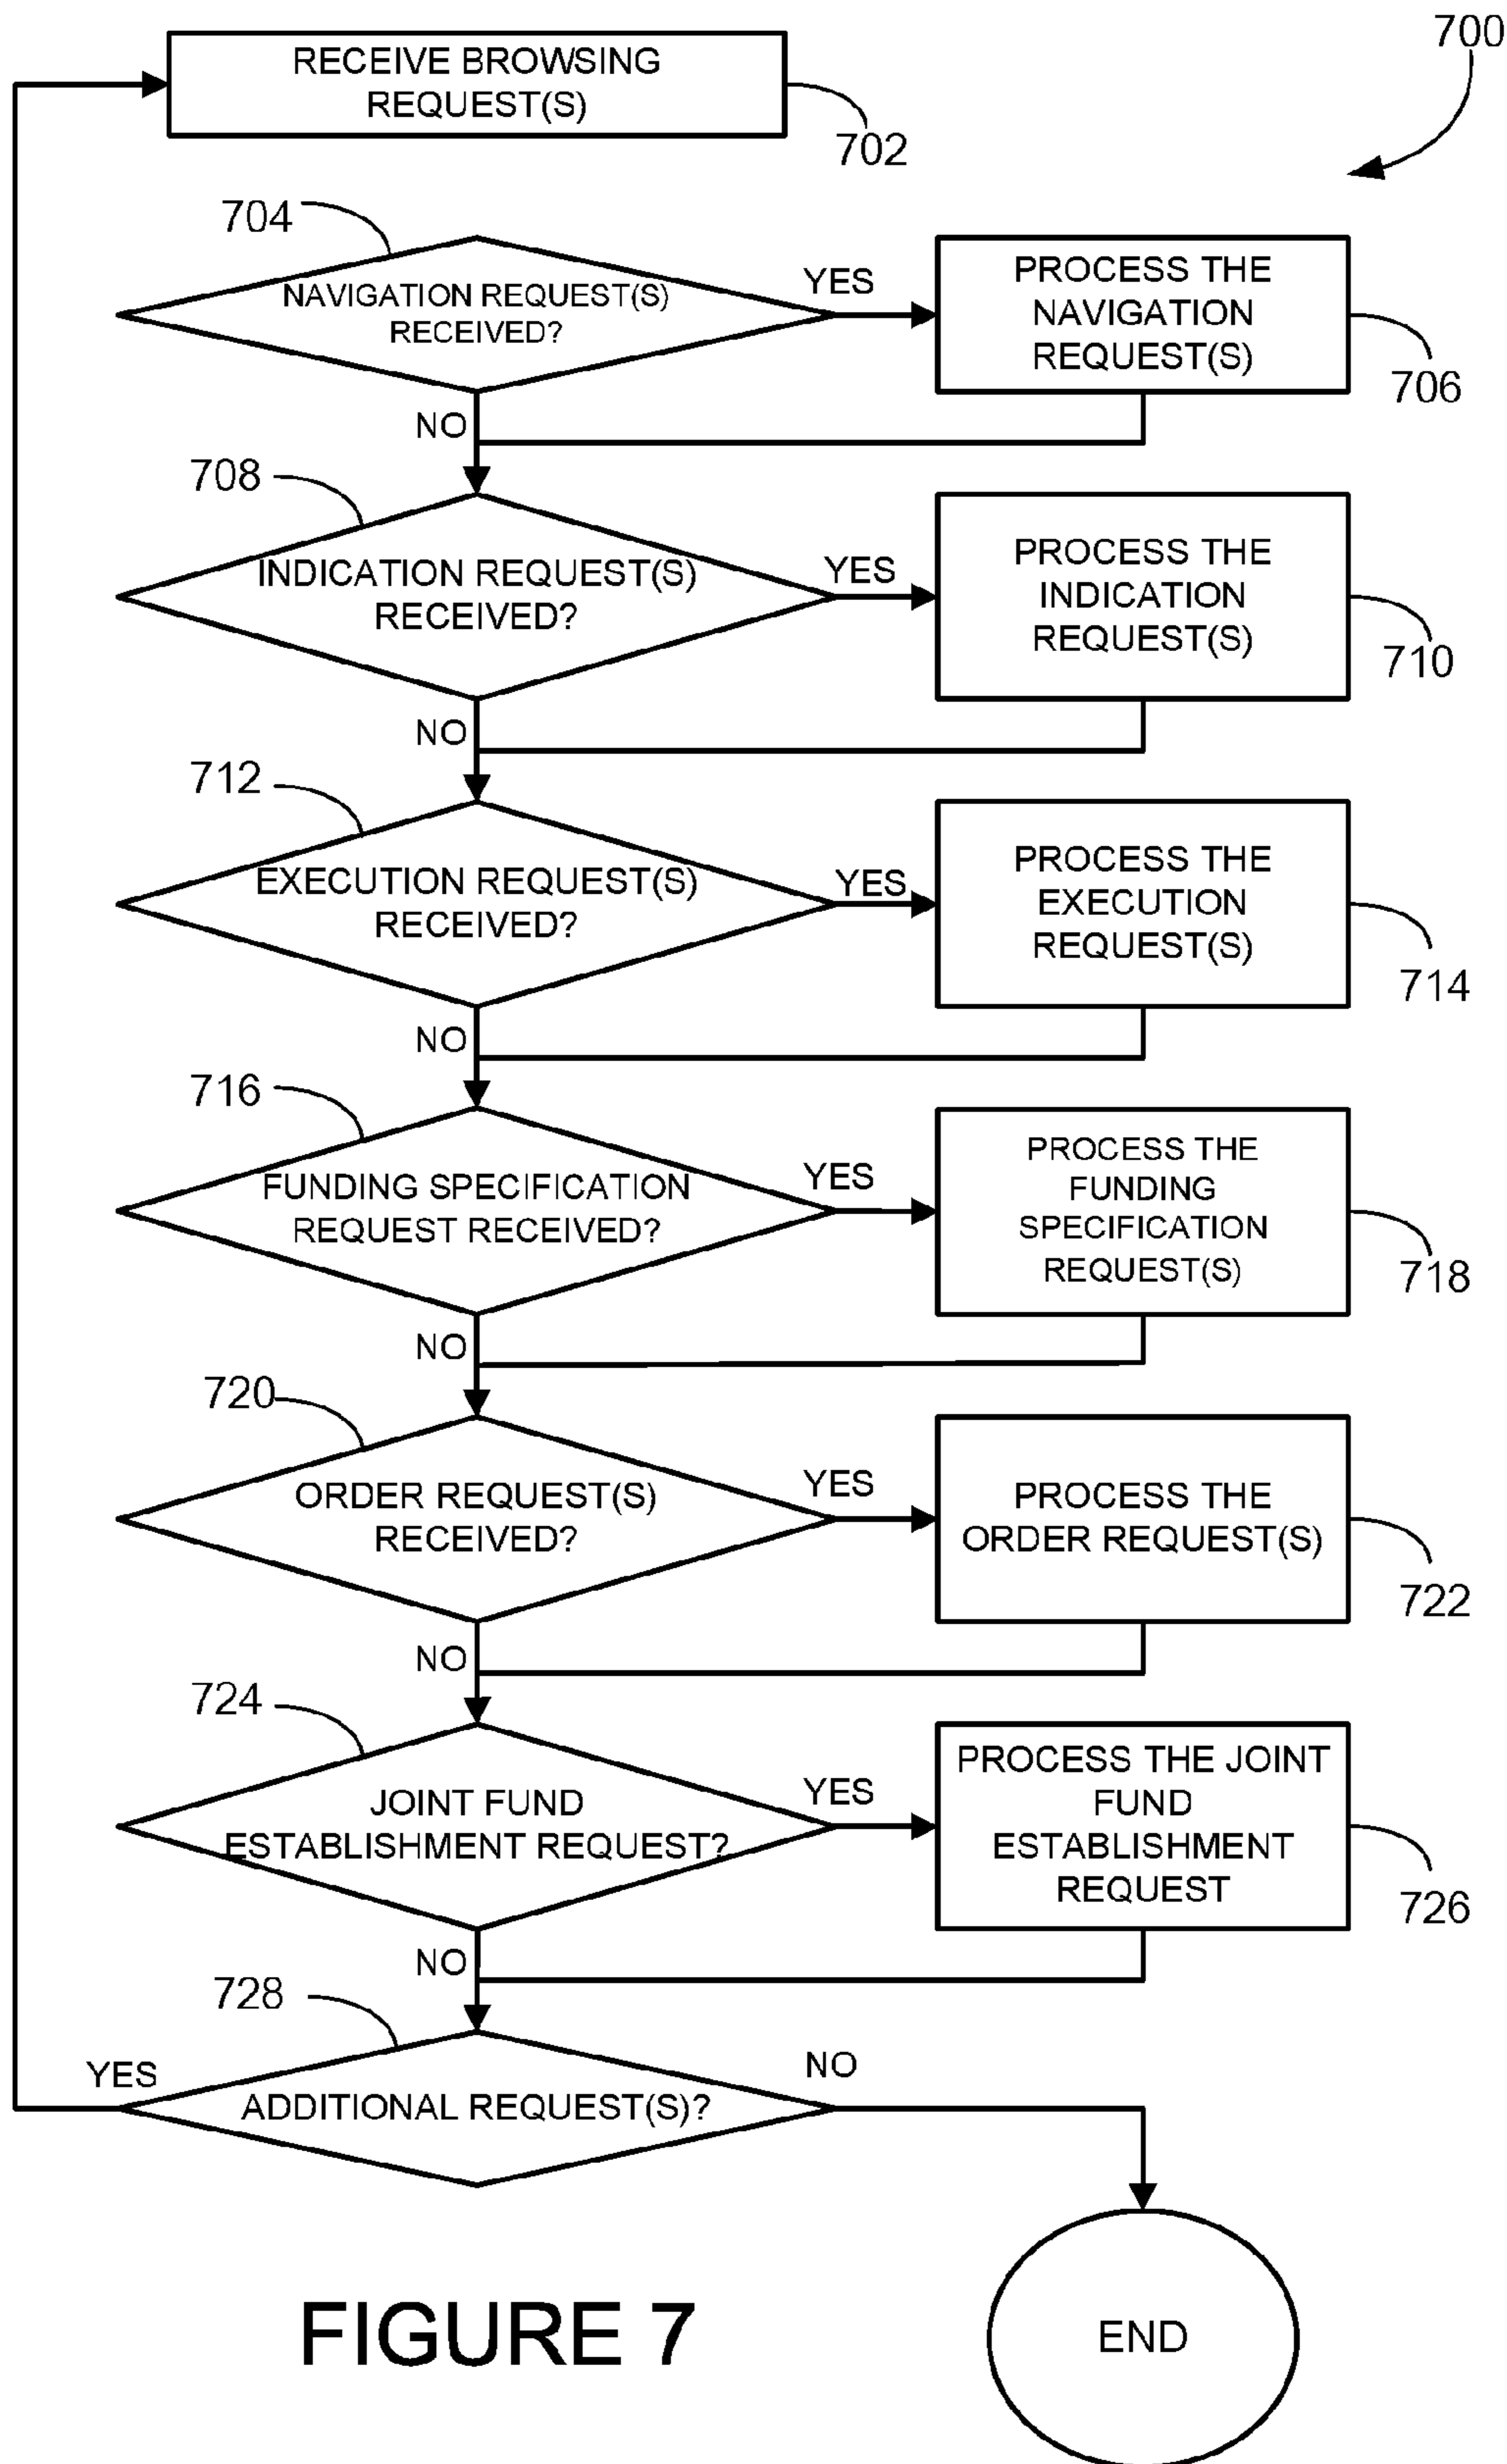 700
RECEIVE BROWSING
REQUEST(S)
702
704
NAVIGATION REQUEST(S)
RECEIVED?
YES
PROCESS THE
NAVIGATION
REQUEST(S)
706
NO
708
INDICATION REQUEST(S)
RECEIVED?
YES
PROCESS THE
INDICATION
REQUEST(S)
710
NO
712
EXECUTION REQUEST(S)
RECEIVED?
YES
PROCESS THE
EXECUTION
REQUEST(S)
714
NO
716
FUNDING SPECIFICATION
REQUEST RECEIVED?
YES
PROCESS THE
FUNDING
SPECIFICATION
REQUEST(S)
718
NO
720
ORDER REQUEST(S)
RECEIVED?
YES
PROCESS THE
ORDER REQUEST(S)
722
NO
724
JOINT FUND
ESTABLISHMENT REQUEST?
YES
PROCESS THE JOINT
FUND
ESTABLISHMENT
REQUEST
726
NO
728
YES
ADDITIONAL REQUEST(S)?
NO
END
FIGURE 7